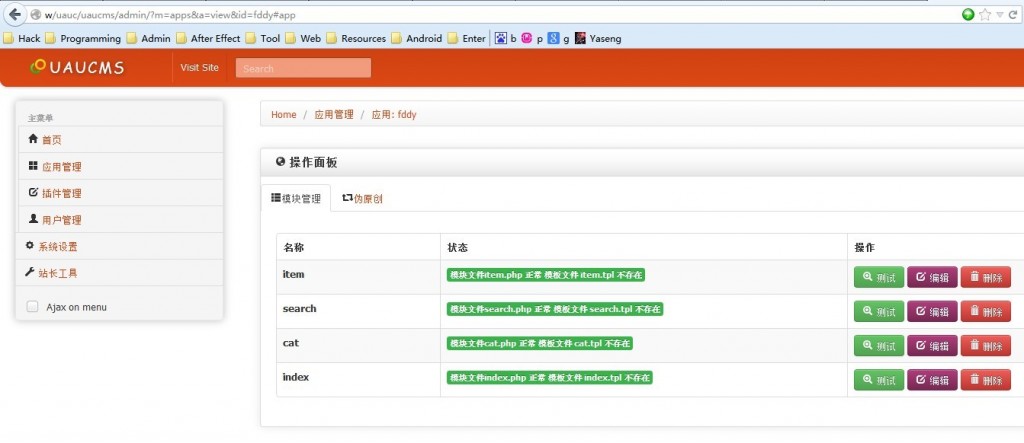 w/uauc/uaucms/admin/?m=apps&a=view&id=fddy#app
Hack Programming Admin After Effect Tool Web Resources Android Enter b p g Yaseng
UAUCMS Visit Site Search
主菜单
首页
应用管理
插件管理
用户管理
系统设置
站长工具
Ajax on menu
Home / 应用管理 / 应用: fddy
操作面板
模块管理 伪原创
名称 状态 操作
item 模块文件item.php 正常 模板文件 item.tpl 不存在 测试 编辑 删除
search 模块文件search.php 正常 模板文件 search.tpl 不存在 测试 编辑 删除
cat 模块文件cat.php 正常 模板文件 cat.tpl 不存在 测试 编辑 删除
index 模块文件index.php 正常 模板文件 index.tpl 不存在 测试 编辑 删除